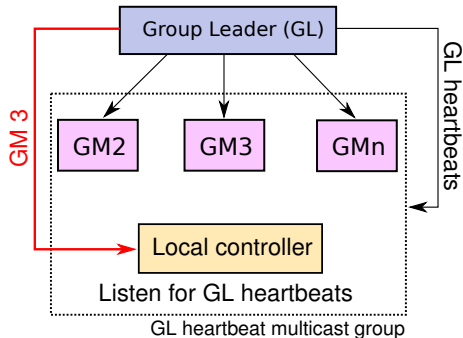 Group Leader (GL)
GM 3
GL heartbeats
GM2
GM3
GMn
Local controller
Listen for GL heartbeats
GL heartbeat multicast group